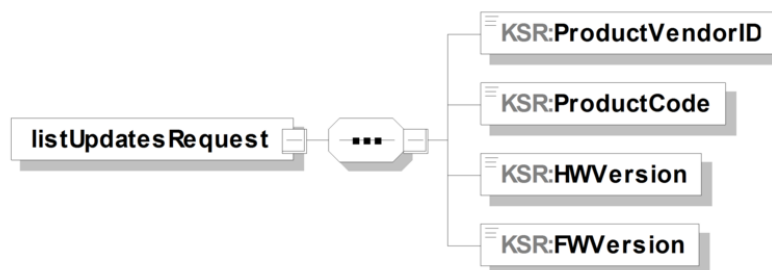 KSR:ProductVendorID
KSR:ProductCode
listUpdatesRequest
KSR:HWVersion
KSR:FWVersion